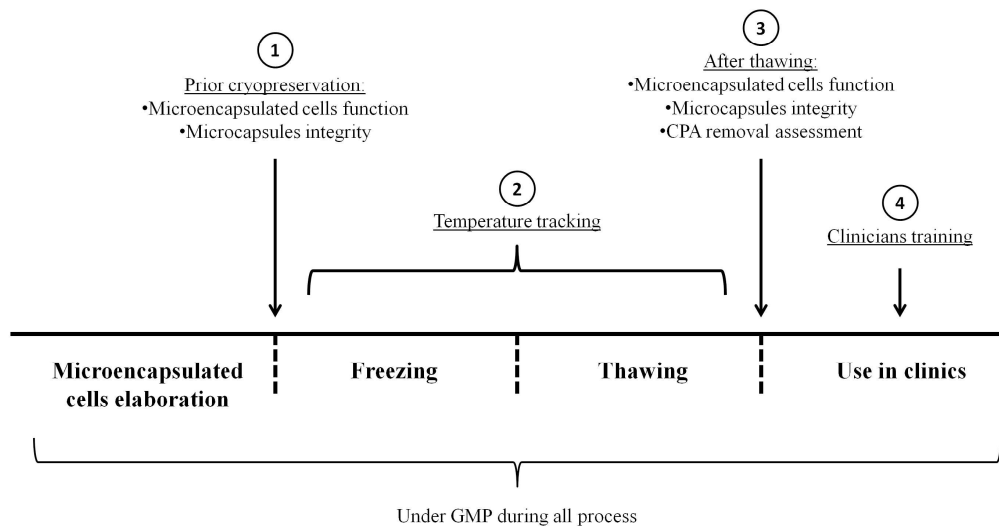 1
Prior cryopreservation:
•Microencapsulated cells function
•Microcapsules integrity
2
Temperature tracking
3
After thawing:
•Microencapsulated cells function
•Microcapsules integrity
•CPA removal assessment
4
Clinicians training
Microencapsulated
cells elaboration
Freezing
Thawing
Use in clinics
Under GMP during all process